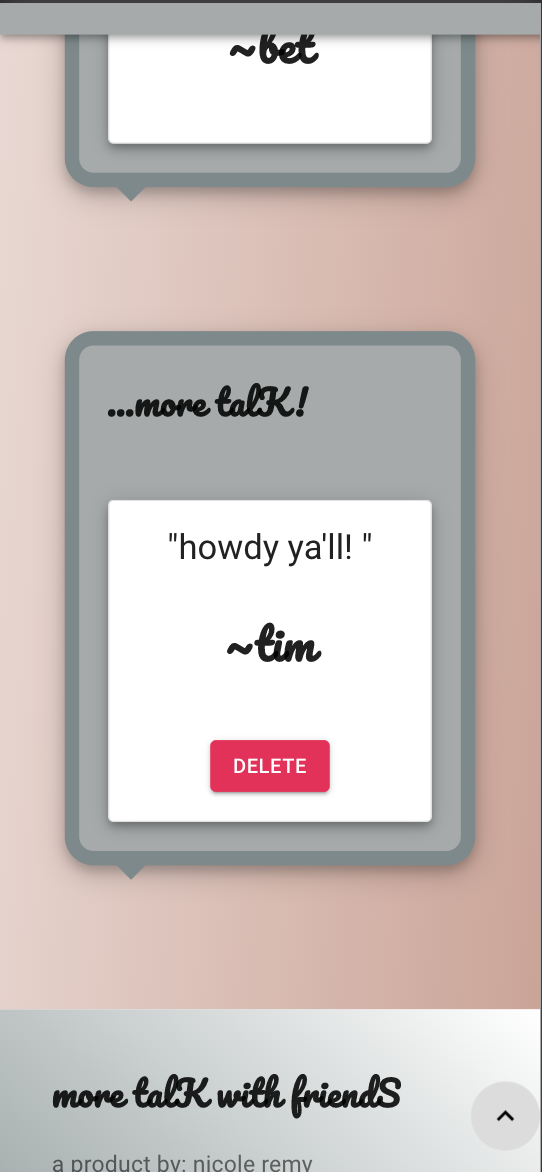 ~bet
...more talK!
"howdy ya'll! "
~tim
DELETE
more talK with friendS
a product by: nicole remy